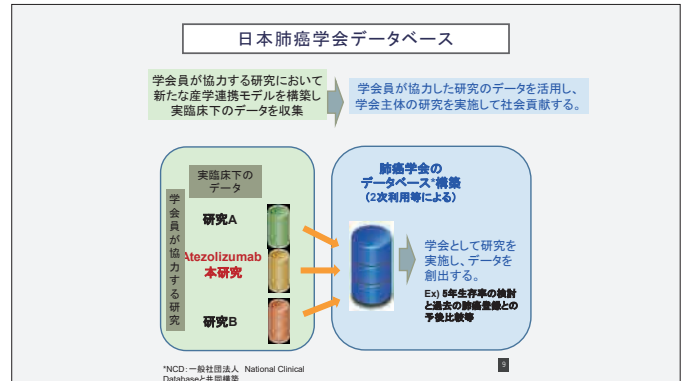 日本肺癌学会データベース
学会員が協力する研究において
新たな産学連携モデルを構築し
実臨床下のデータを収集
学会員が協力した研究のデータを活用し、
学会主体の研究を実施して社会貢献する。
学会員が協力する研究
実臨床下の
データ
研究A
Atezolizumab
本研究
研究B
肺癌学会の
データベース*構築
(2次利用等による)
学会として研究を
実施し、データを
創出する。
Ex) 5年生存率の検討
と過去の肺癌登録との
予後比較等
*NCD:一般社団法人 National Clinical
Databaseと共同構築
9